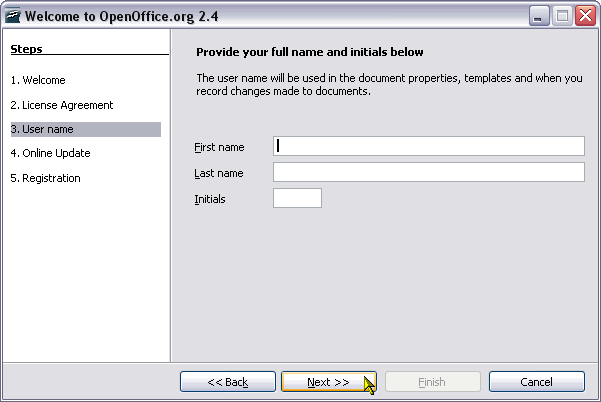 Welcome to OpenOffice.org 2.4
Steps
1. Welcome
2. License Agreement
3. User name
4. Online Update
5. Registration
Provide your full name and initials below
The user name will be used in the document properties, templates and when you
record changes made to documents.
First name
Last name
Initials
<< Back
Next >>
Finish
Cancel